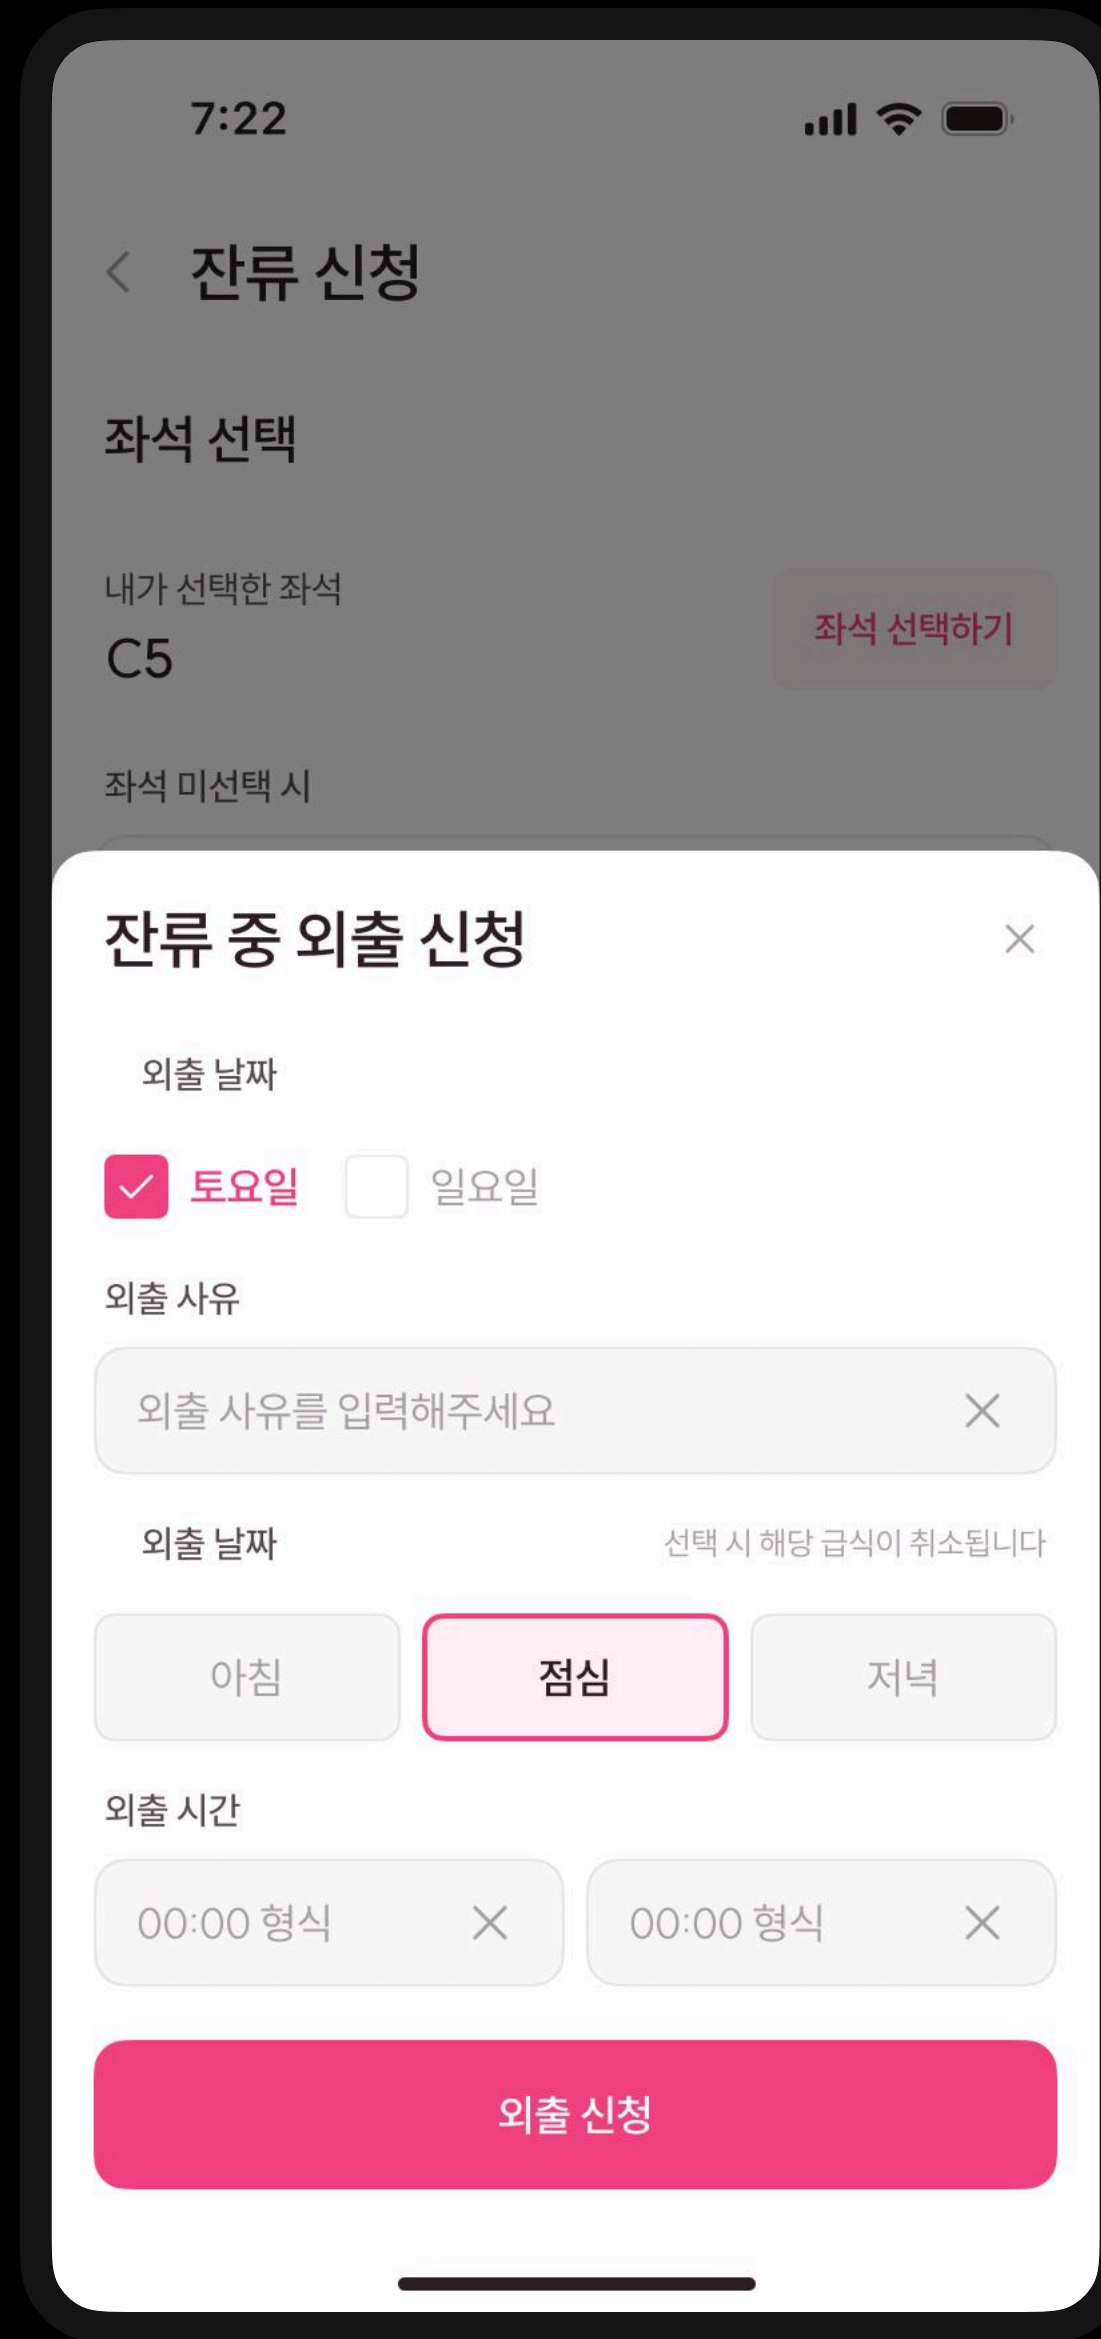 7:22
잔류 신청
좌석 선택
내가 선택한 좌석
C5
좌석 선택하기
좌석 미선택 시
잔류 중 외출 신청
외출 날짜
토요일 일요일
외출 사유
외출 사유를 입력해주세요
외출 날짜 선택 시 해당 급식이 취소됩니다
아침 점심 저녁
외출 시간
00:00 형식 00:00 형식
외출 신청